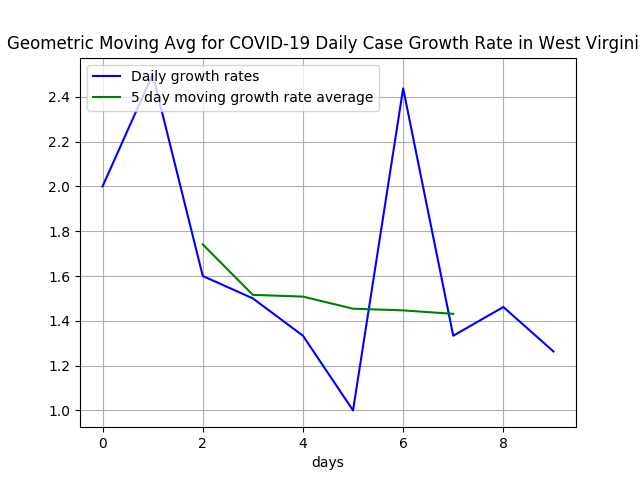 Geometric Moving Avg for COVID-19 Daily Case Growth Rate in West Virgini
Daily growth rates
5 day moving growth rate average
2.4
2.2
2.0
1.8
1.6
1.4
1.2
1.0
0 2 4 6 8
days